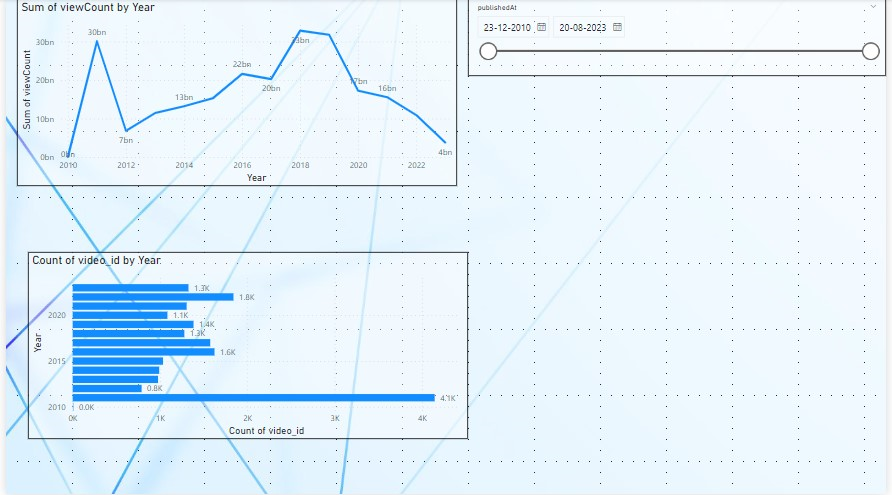 Sum of viewCount by Year
Sum of viewCount
30bn
20bn
10bn
0bn
0bn
30bn
7bn
13bn
22bn
20bn
33bn
17bn
16bn
4bn
2010 2012 2014 2016 2018 2020 2022
Year
publishedAt
23-12-2010 20-08-2023
Count of video_id by Year
Year
2020
2015
2010
1.3K
1.8K
1.1K
1.4K
1.3K
1.6K
0.8K
4.1K
0.0K
0K 1K 2K 3K 4K
Count of video_id